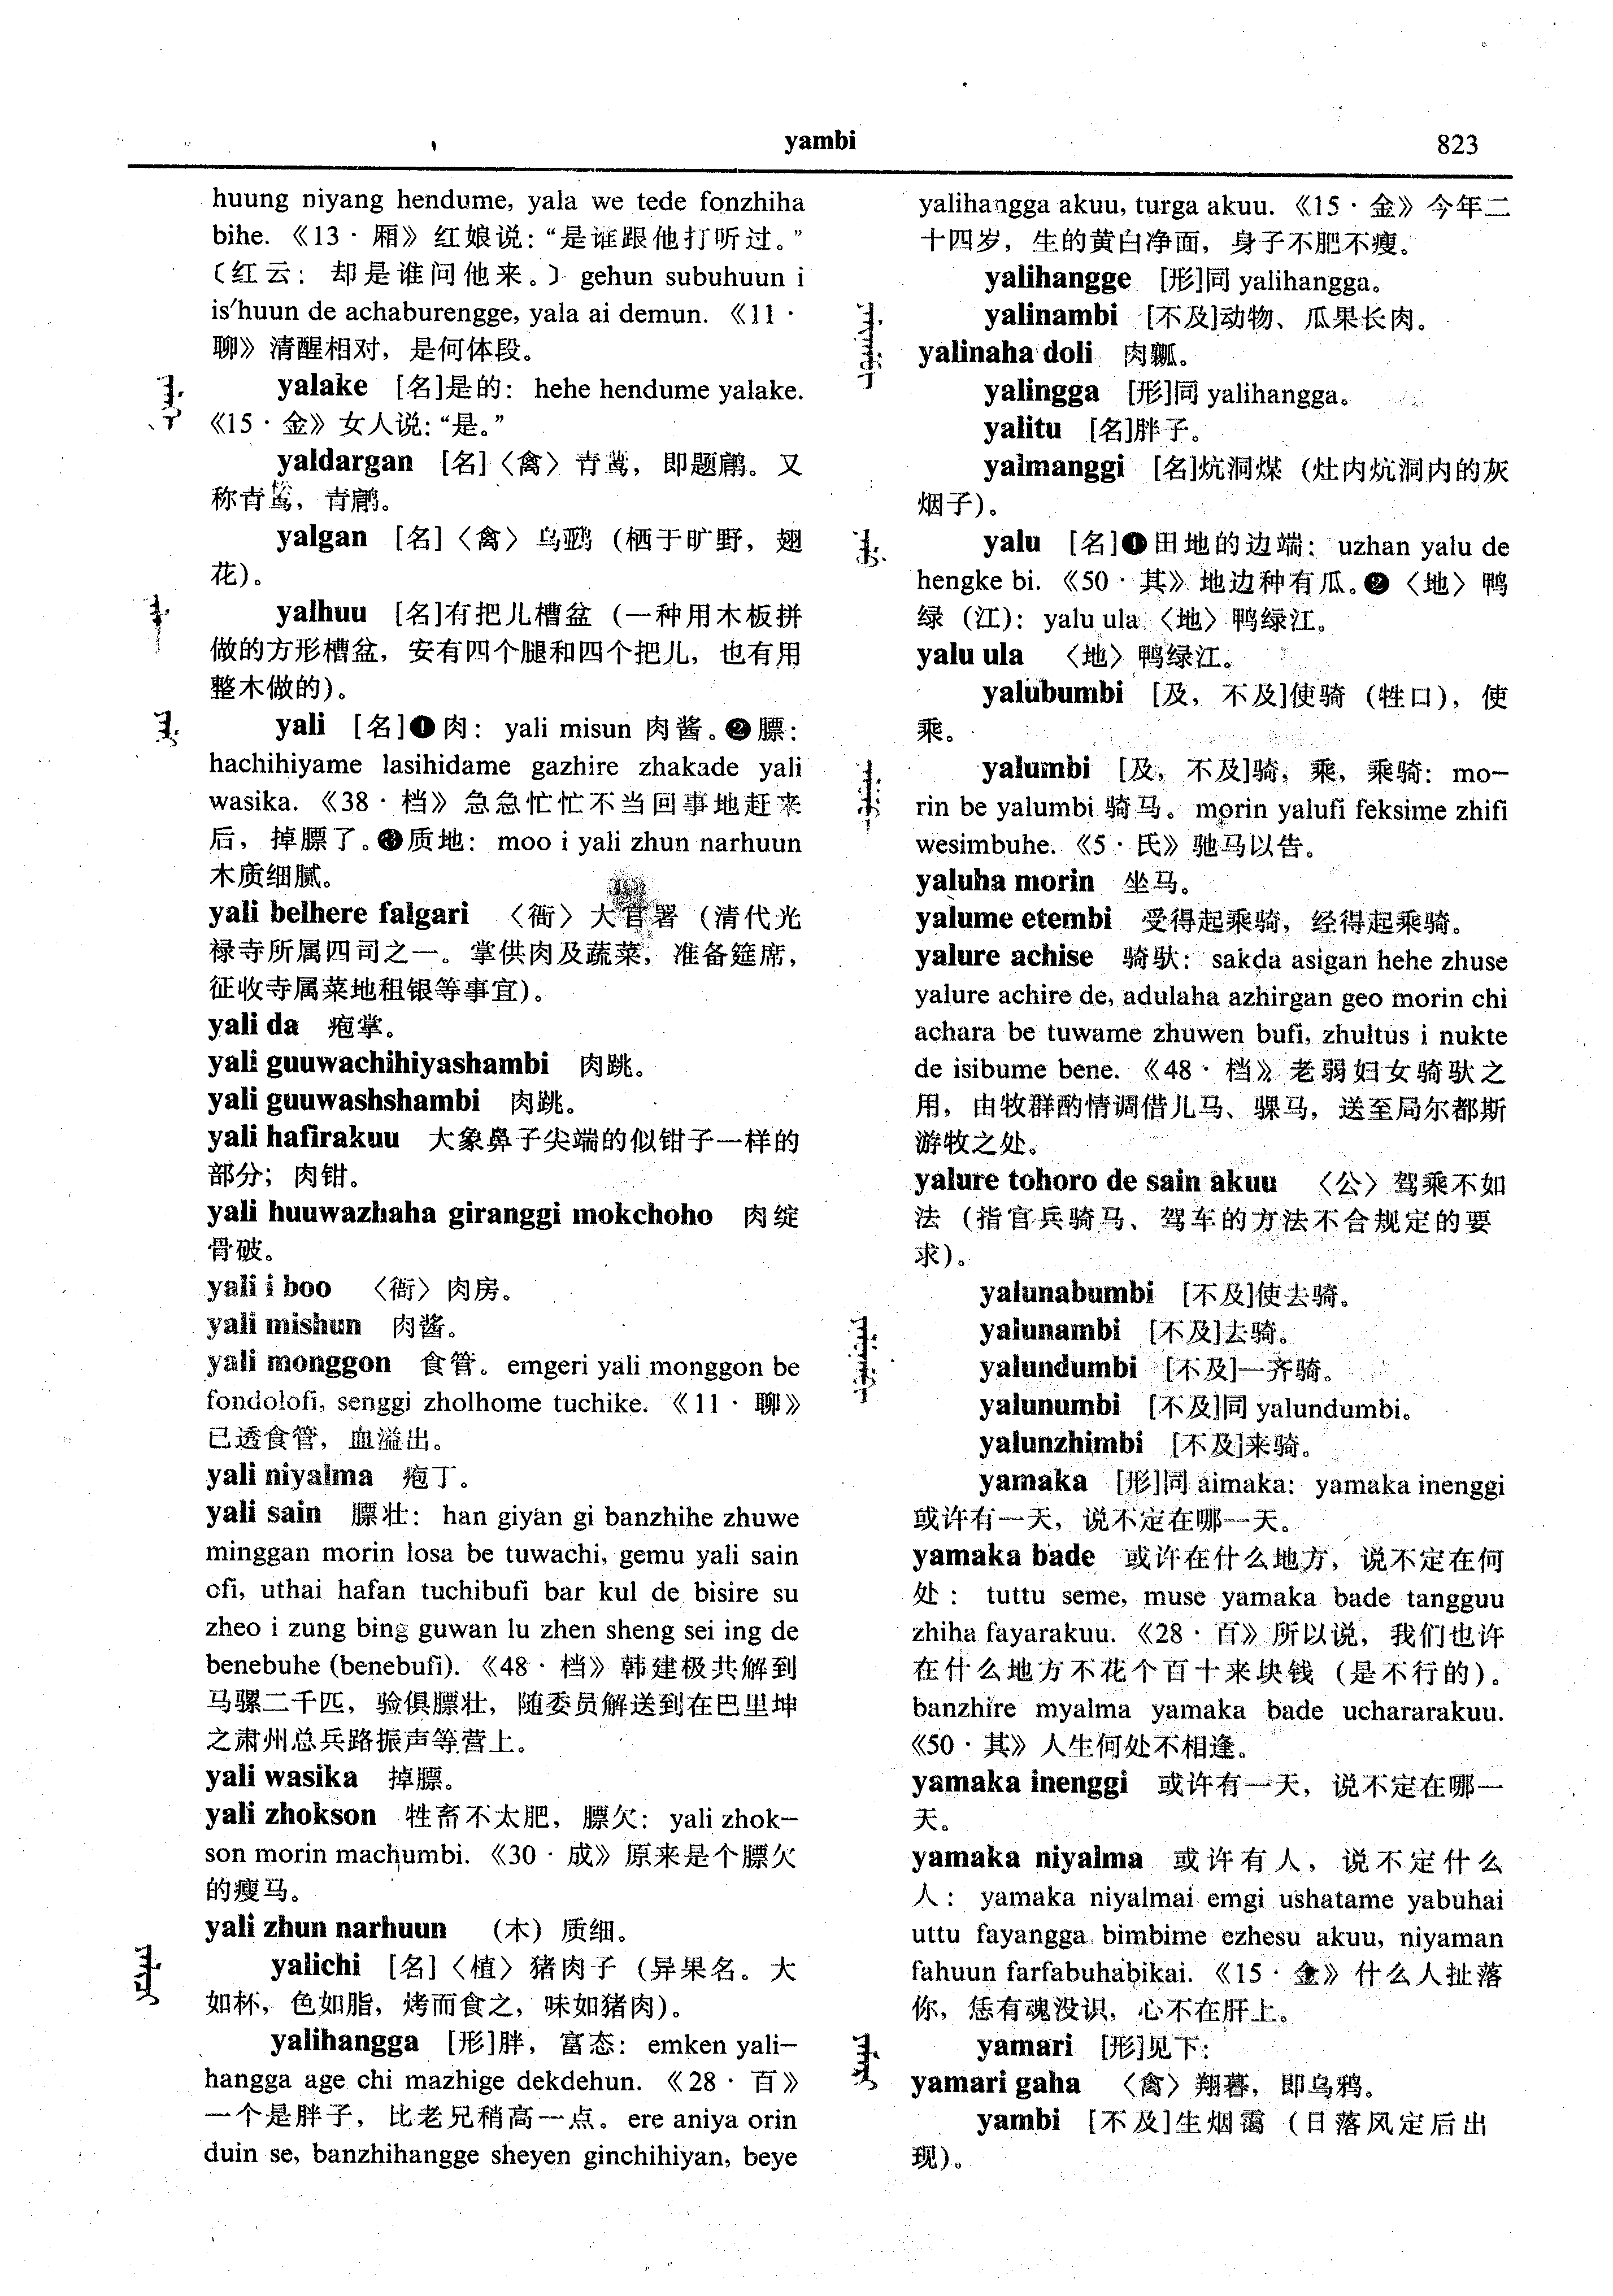 yambi
823
huung niyang hendume, yala we tede fonzhiha
bihe. 《13·厢》红娘说：“是谁跟他打听过。”
〔红云：却是谁问他来。〕 gehun subuhuun i
is'huun de achaburengge, yala ai demun. 《11·
聊》清醒相对，是何体段。
yalake [名]是的：hehe hendume yalake.
《15·金》女人说：“是。”
yaldargan [名]〈禽〉青䴕，即题鹇。又
称青䴕，青鹇。
yalgan [名]〈禽〉乌鹀（栖于旷野，翅
花）。
yalhuu [名]有把儿槽盆（一种用木板拼
做的方形槽盆，安有四个腿和四个把儿，也有用
整木做的）。
yali [名]❶肉：yali misun 肉酱。❷膘：
hachihiyame lasihidame gazhire zhakade yali
wasika. 《38·档》急急忙忙不当回事地赶来
后，掉膘了。❸质地：moo i yali zhun narhuun
木质细腻。
yali belhere falgari 〈衙〉大官署（清代光
禄寺所属四司之一。掌供肉及蔬菜，准备筵席，
征收寺属菜地租银等事宜）。
yali da 疱掌。
yali guuwachihiyashambi 肉跳。
yali guuwashshambi 肉跳。
yali hafirakuu 大象鼻子尖端的似钳子一样的
部分；肉钳。
yali huuwazhaha giranggi mokchoho 肉绽
骨破。
yali i boo 〈衙〉肉房。
yali mishun 肉酱。
yali monggon 食管。emgeri yali monggon be
fondolofi, senggi zholhome tuchike. 《11·聊》
已透食管，血溢出。
yali niyalma 疱丁。
yali sain 膘壮：han giyan gi banzhihe zhuwe
minggan morin losa be tuwachi, gemu yali sain
ofi, uthai hafan tuchibufi bar kul de bisire su
zheo i zung bing guwan lu zhen sheng sei ing de
benebuhe (benebufi). 《48·档》韩建极共解到
马骡二千匹，验俱膘壮，随委员解送到在巴里坤
之肃州总兵路振声等营上。
yali wasika 掉膘。
yali zhokson 牲畜不太肥，膘欠：yali zhok-
son morin machumbi. 《30·成》原来是个膘欠
的瘦马。
yali zhun narhuun （木）质细。
yalichi [名]〈植〉猪肉子（异果名。大
如杯，色如脂，烤而食之，味如猪肉）。
yalihangga [形]胖，富态：emken yali-
hangga age chi mazhige dekdehun. 《28·百》
一个是胖子，比老兄稍高一点。ere aniya orin
duin se, banzhihangge sheyen ginchihiyan, beye
yalihangga akuu, turga akuu. 《15·金》今年二
十四岁，生的黄白净面，身子不肥不瘦。
yalihangge [形]同 yalihangga。
yalinambi [不及]动物、瓜果长肉。
yalinaha doli 肉瓤。
yalingga [形]同 yalihangga。
yalitu [名]胖子。
yalmanggi [名]炕洞煤（灶内炕洞内的灰
烟子）。
yalu [名]❶田地的边端：uzhan yalu de
hengke bi. 《50·其》地边种有瓜。❷〈地〉鸭
绿（江）：yalu ula 〈地〉鸭绿江。
yalu ula 〈地〉鸭绿江。
yalubumbi [及，不及]使骑（牲口），使
乘。
yalumbi [及，不及]骑，乘，乘骑：mo-
rin be yalumbi 骑马。morin yalufi feksime zhifi
wesimbuhe. 《5·氏》驰马以告。
yaluha morin 坐马。
yalume etembi 受得起乘骑，经得起乘骑。
yalure achise 骑驮：sakda asigan hehe zhuse
yalure achire de, adulaha azhirgan geo morin chi
achara be tuwame zhuwen bufi, zhultus i nukte
de isibume bene. 《48·档》老弱妇女骑驮之
用，由牧群酌情调借儿马、骒马，送至局尔都斯
游牧之处。
yalure tohoro de sain akuu 〈公〉驾乘不如
法（指官兵骑马、驾车的方法不合规定的要
求）。
yalunabumbi [不及]使去骑。
yalunambi [不及]去骑。
yalundumbi [不及]一齐骑。
yalunumbi [不及]同 yalundumbi。
yalunzhimbi [不及]来骑。
yamaka [形]同 aimaka：yamaka inenggi
或许有一天，说不定在哪一天。
yamaka bade 或许在什么地方，说不定在何
处：tuttu seme, muse yamaka bade tangguu
zhiha fayarakuu. 《28·百》所以说，我们也许
在什么地方不花个百十来块钱（是不行的）。
banzhire myalma yamaka bade uchararakuu.
《50·其》人生何处不相逢。
yamaka inenggi 或许有一天，说不定在哪一
天。
yamaka niyalma 或许有人，说不定什么
人：yamaka niyalmai emgi ushatame yabuhai
uttu fayangga bimbime ezhesu akuu, niyaman
fahuun farfabuhabikai. 《15·金》什么人扯落
你，恁有魂没识，心不在肝上。
yamari [形]见下：
yamari gaha 〈禽〉翔暮，即乌鸦。
yambi [不及]生烟霭（日落风定后出
现）。